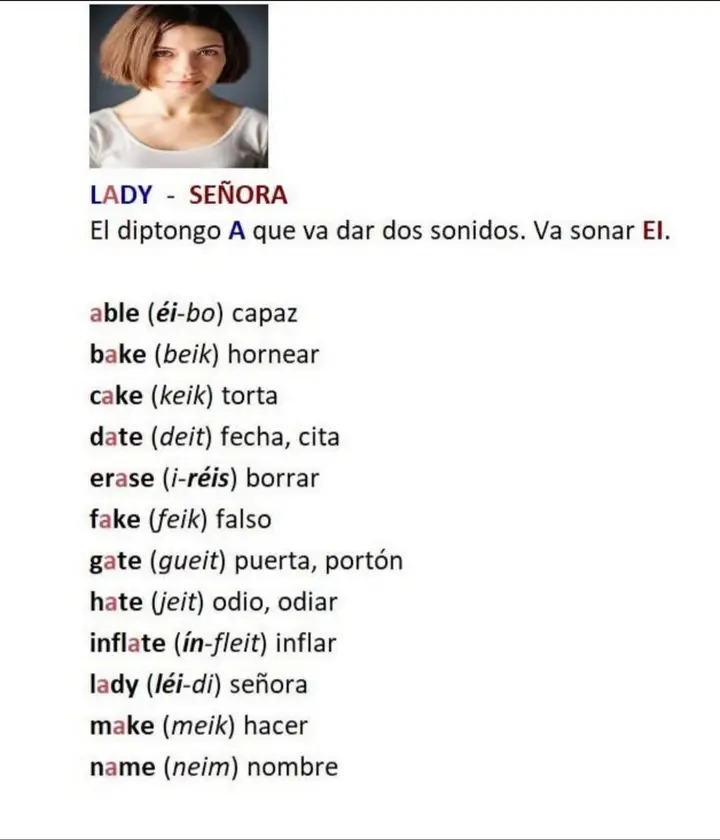 LADY - SEÑORA
El diptongo A que va dar dos sonidos. Va sonar EI.
able (éi-bo) capaz
bake (beik) hornear
cake (keik) torta
date (deit) fecha, cita
erase (i-réis) borrar
fake (feik) falso
gate (gueit) puerta, portón
hate (jeit) odio, odiar
inflate (ín-fleit) inflar
lady (léi-di) señora
make (meik) hacer
name (neim) nombre